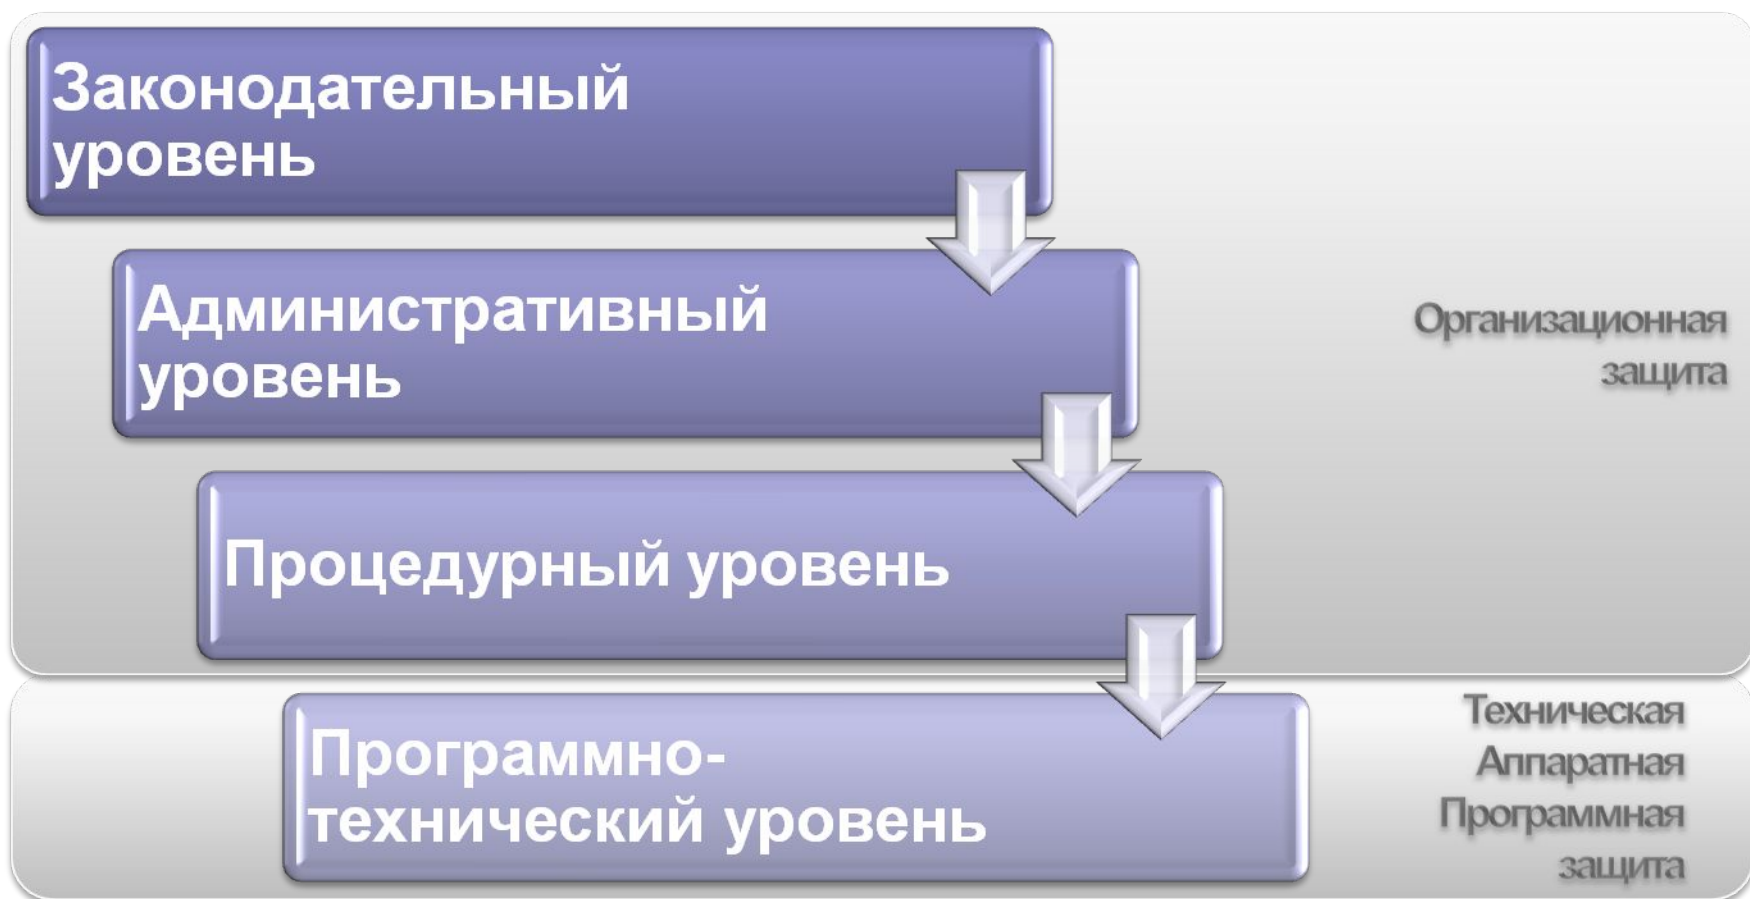 Законодательный
уровень
Административный
уровень
Организационная
защита
Процедурный уровень
Программно-
технический уровень
Техническая
Аппаратная
Программная
защита